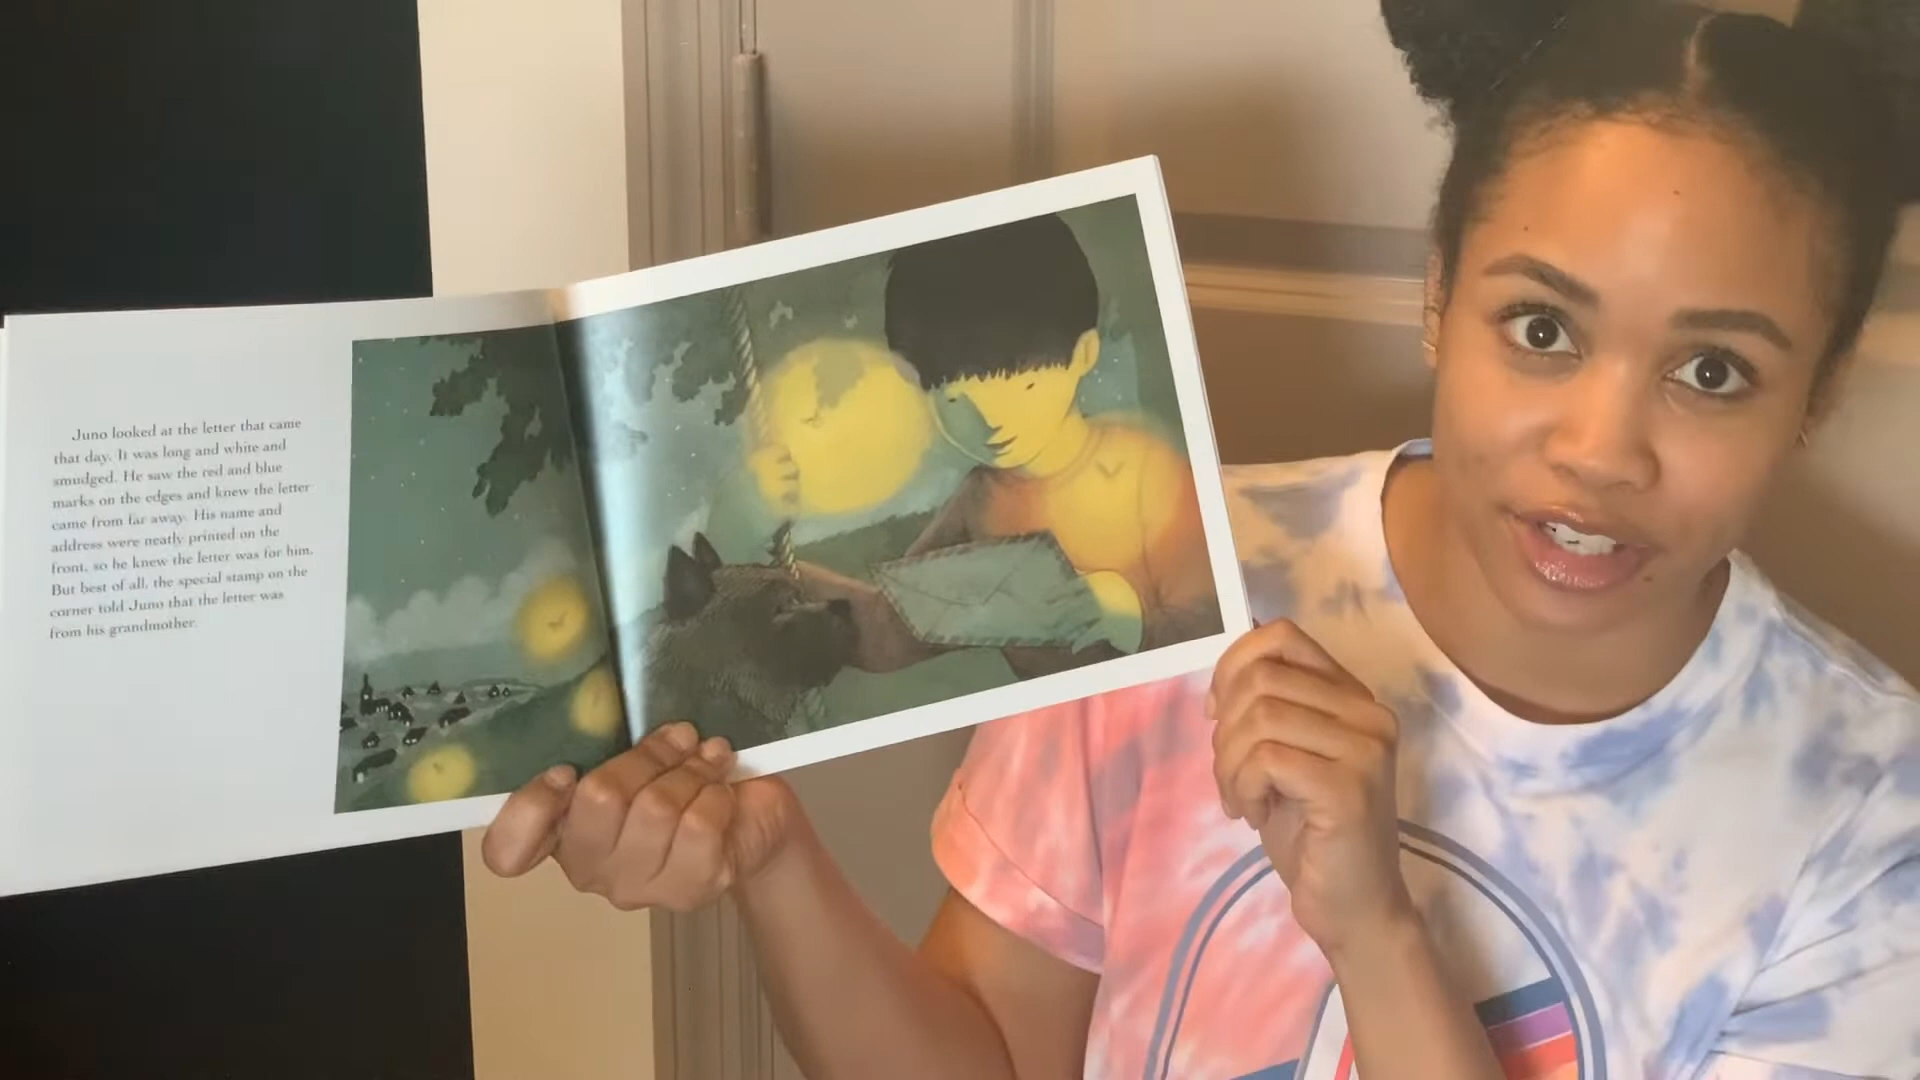 Juno looked at the letter that came
that day. It was long and white and
smudged. He saw the red and blue
marks on the edges and knew the letter
came from far away. His name and
address were neatly printed on the
front, so he knew the letter was for him.
But best of all, the special stamp on the
corner told Juno that the letter was
from his grandmother.